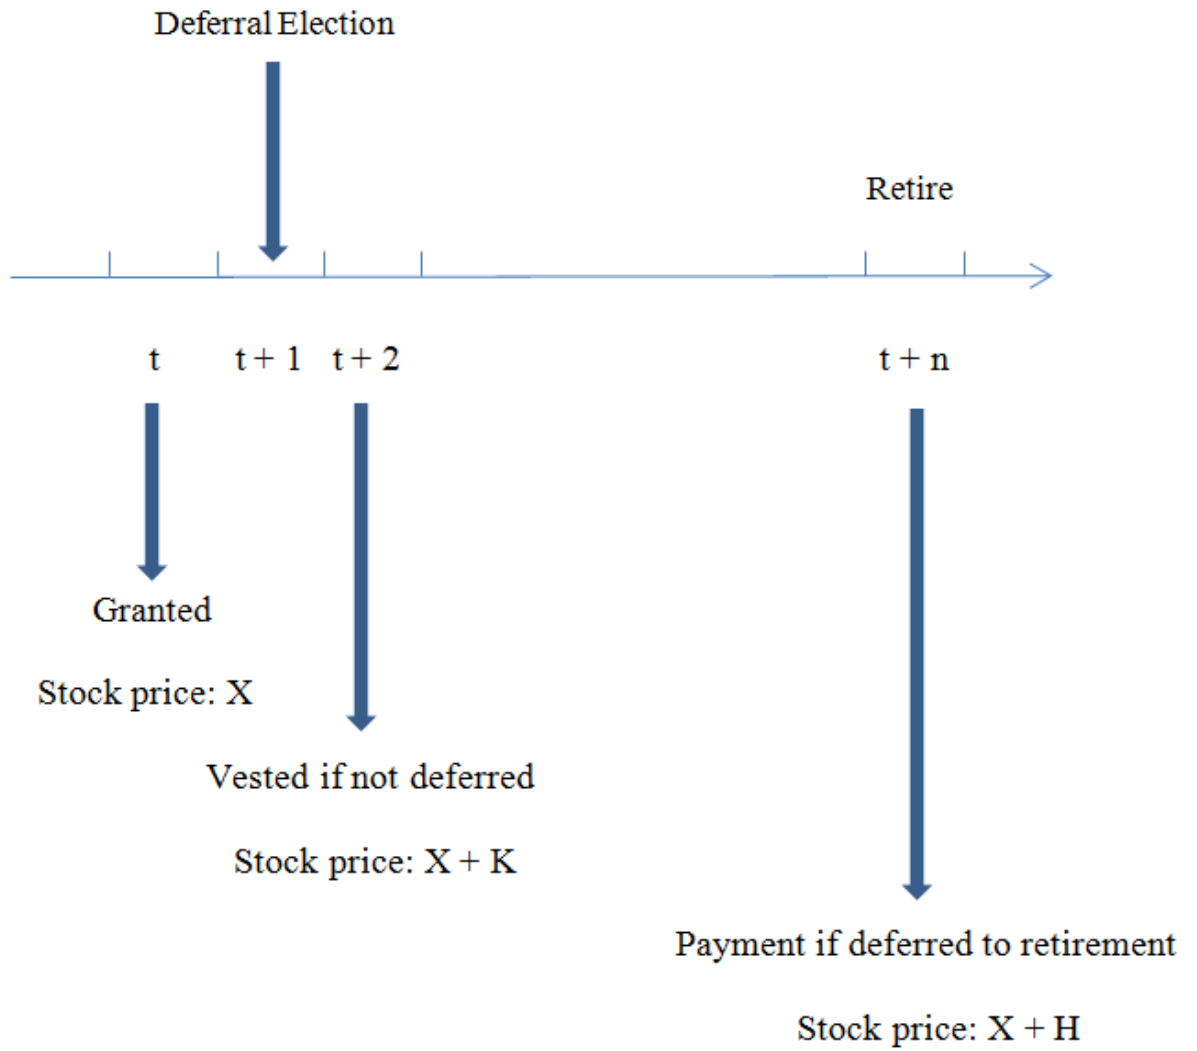 Deferral Election
Retire
t
t + 1
t + 2
t + n
Granted
Stock price: X
Vested if not deferred
Stock price: X + K
Payment if deferred to retirement
Stock price: X + H